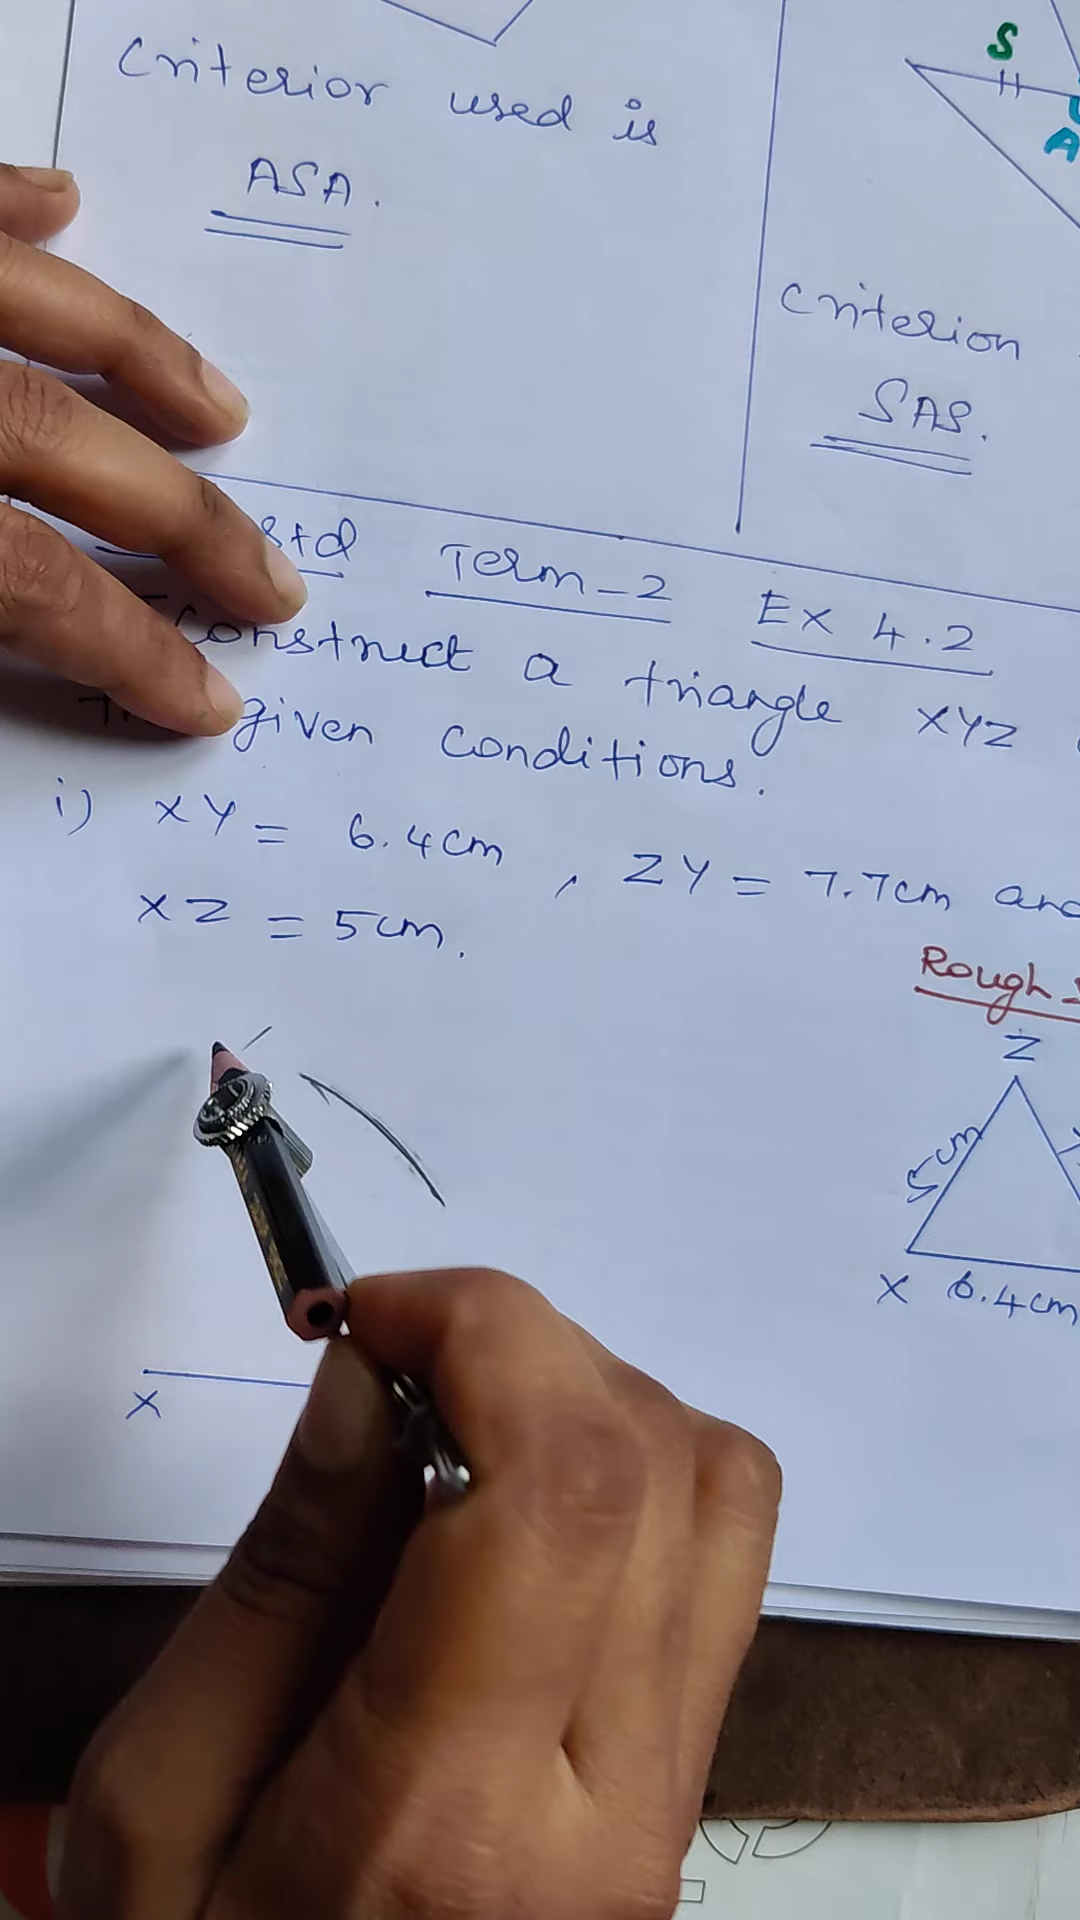 Criterior used is
ASA.
S
A
Criterion
SAS.
Std Term-2 Ex 4.2
Construct a triangle XYZ
given conditions.
i) XY = 6.4cm, ZY = 7.7cm and
XZ = 5cm.
Rough
Z
5cm
X 6.4cm
X